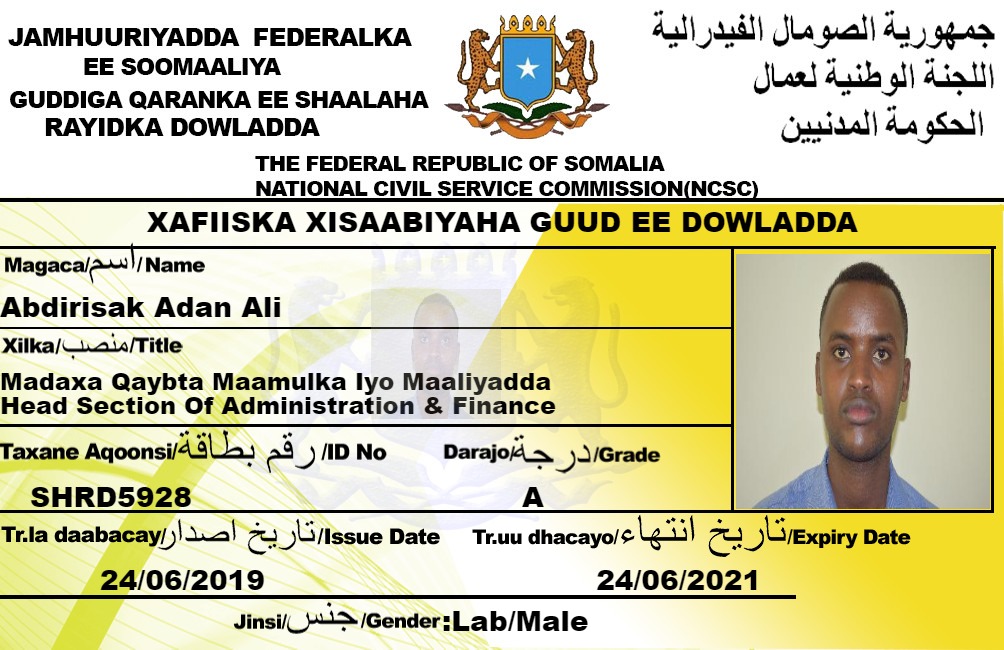 JAMHUURIYADDA FEDERALKA
EE SOOMAALIYA
GUDDIGA QARANKA EE SHAALAHA
RAYIDKA DOWLADDA
جمهورية الصومال الفيدرالية
اللجنة الوطنية لعمال
الحكومة المدنيين
THE FEDERAL REPUBLIC OF SOMALIA
NATIONAL CIVIL SERVICE COMMISSION(NCSC)
XAFIISKA XISAABIYAHA GUUD EE DOWLADDA
Magaca/اسم/Name
Abdirisak Adan Ali
Xilka/منصب/Title
Madaxa Qaybta Maamulka Iyo Maaliyadda
Head Section Of Administration & Finance
Taxane Aqoonsi/رقم بطاقة/ID No
Darajo/درجة/Grade
SHRD5928
A
Tr.la daabacay/تاريخ اصدار/Issue Date
Tr.uu dhacayo/تاريخ انتهاء/Expiry Date
24/06/2019
24/06/2021
Jinsi/جنس/Gender:Lab/Male